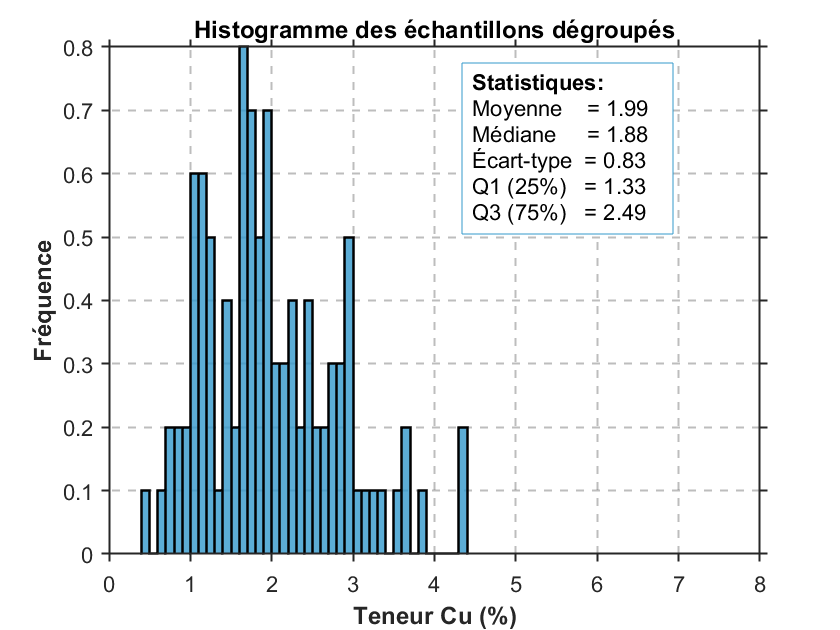 Histogramme des échantillons dégroupés
Statistiques:
Moyenne = 1.99
Médiane = 1.88
Écart-type = 0.83
Q1 (25%) = 1.33
Q3 (75%) = 2.49
Fréquence
0.8
0.7
0.6
0.5
0.4
0.3
0.2
0.1
0
0 1 2 3 4 5 6 7 8
Teneur Cu (%)